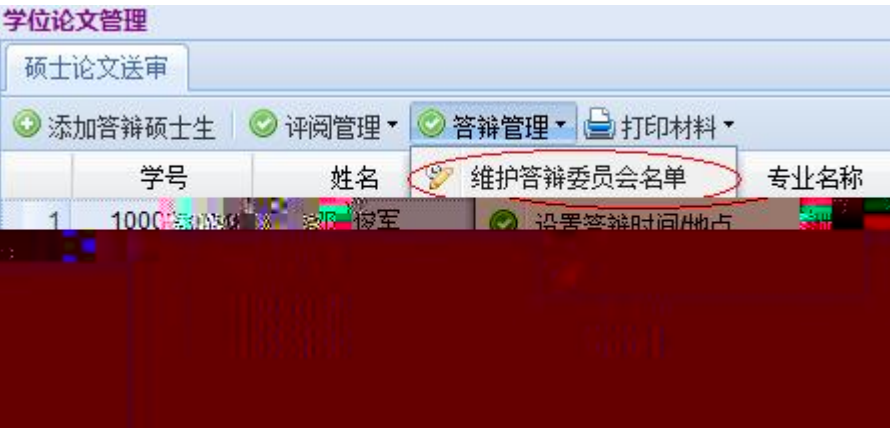 学位论文管理
硕士论文送审
添加答辩硕士生 评阅管理 答辩管理 打印材料
学号 姓名 维护答辩委员会名单 专业名称
1 俊军 设置答辩时间/地点